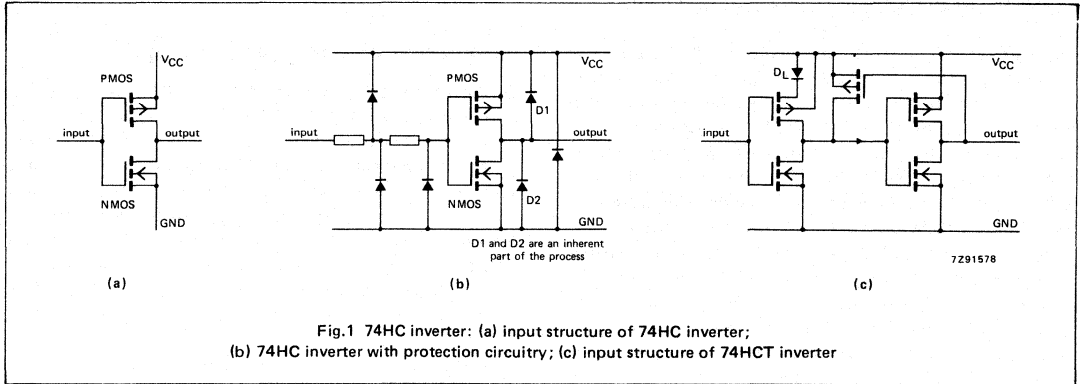 VCC
PMOS
input
output
NMOS
GND
(a)
VCC
PMOS
D1
input
output
NMOS
D2
GND
D1 and D2 are an inherent
part of the process
(b)
VCC
DL
input
output
GND
7Z91578
(c)
Fig.1 74HC inverter: (a) input structure of 74HC inverter;
(b) 74HC inverter with protection circuitry; (c) input structure of 74HCT inverter